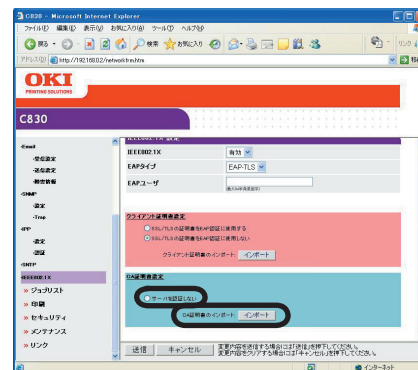 C830 - Microsoft Internet Explorer
ファイル(F) 編集(E) 表示(V) お気に入り(A) ツール(T) ヘルプ(H)
戻る 検索 お気に入り
アドレス(D) http://192.168.0.2/networkfrm.htm
OKI
PRINTING SOLUTIONS
C830
-Email
-受信設定
-送信設定
-SNMP
-設定
-Trap
-IPP
-設定
-認証
-SNTP
-IEEE802.1X
» ジョブリスト
» 印刷
» セキュリティ
» メンテナンス
» リンク
IEEE802.1X 設定
IEEE802.1X 有効
EAPタイプ EAP-TLS
EAPユーザ
クライアント証明書設定
SSL/TLSの証明書をEAP認証に使用する
SSL/TLSの証明書をEAP認証に使用しない
クライアント証明書のインポート インポート
CA証明書設定
サーバを認証しない
CA証明書のインポート インポート
送信 キャンセル 変更内容を送信する場合には「送信」を押下してください。
変更内容をクリアする場合には「キャンセル」を押下してください。
インターネット